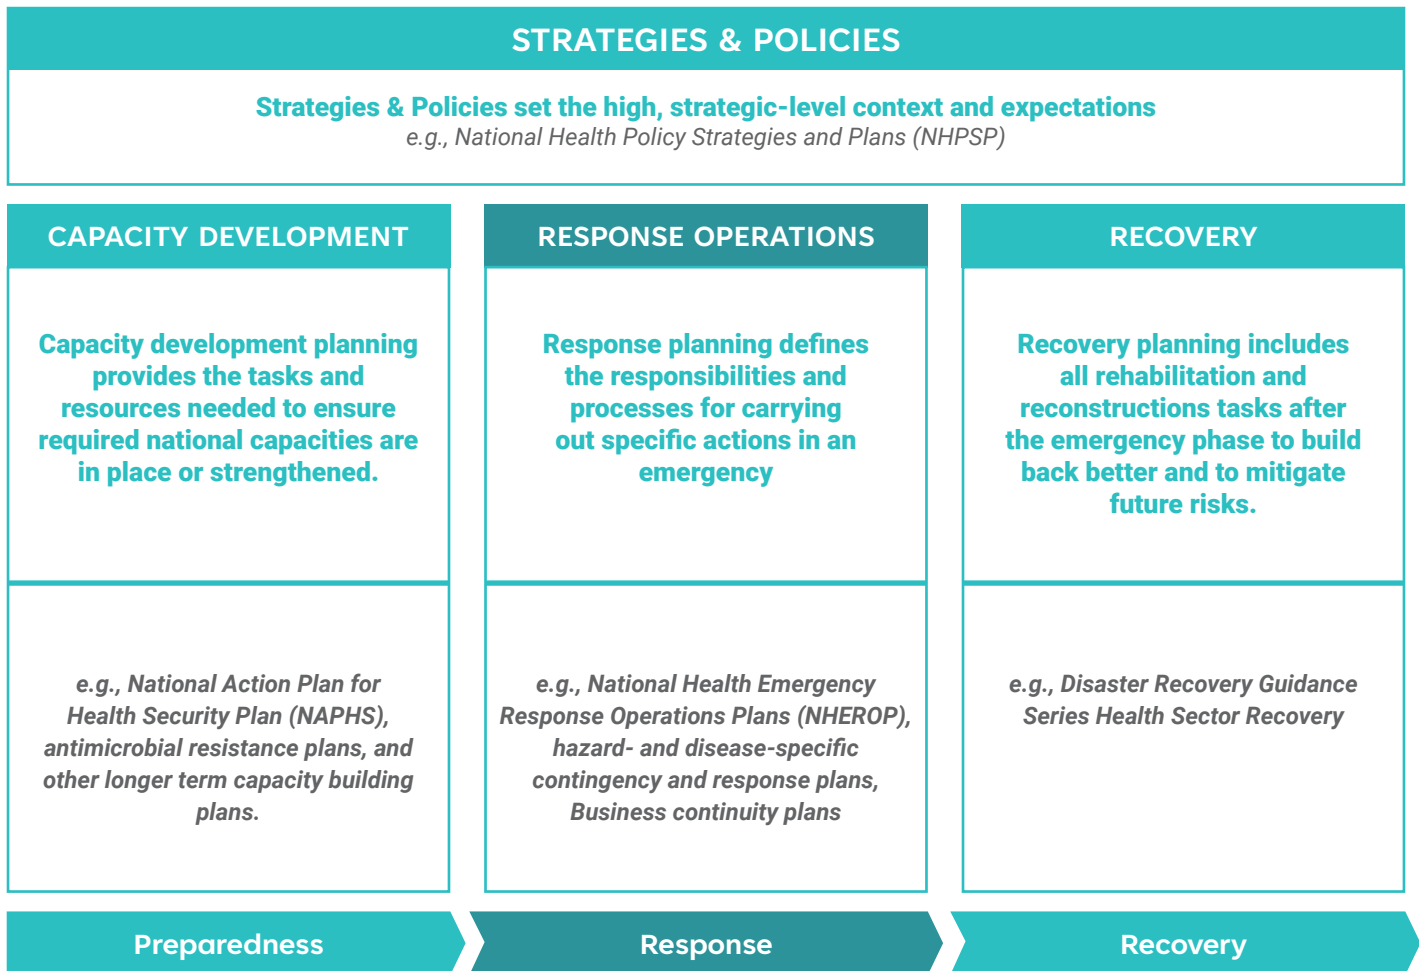 STRATEGIES & POLICIES
Strategies & Policies set the high, strategic-level context and expectations
e.g., National Health Policy Strategies and Plans (NHPSP)
CAPACITY DEVELOPMENT
Capacity development planning
provides the tasks and
resources needed to ensure
required national capacities are
in place or strengthened.
e.g., National Action Plan for
Health Security Plan (NAPHS),
antimicrobial resistance plans, and
other longer term capacity building
plans.
RESPONSE OPERATIONS
Response planning defines
the responsibilities and
processes for carrying
out specific actions in an
emergency
e.g., National Health Emergency
Response Operations Plans (NHEROP),
hazard- and disease-specific
contingency and response plans,
Business continuity plans
RECOVERY
Recovery planning includes
all rehabilitation and
reconstructions tasks after
the emergency phase to build
back better and to mitigate
future risks.
e.g., Disaster Recovery Guidance
Series Health Sector Recovery
Preparedness
Response
Recovery